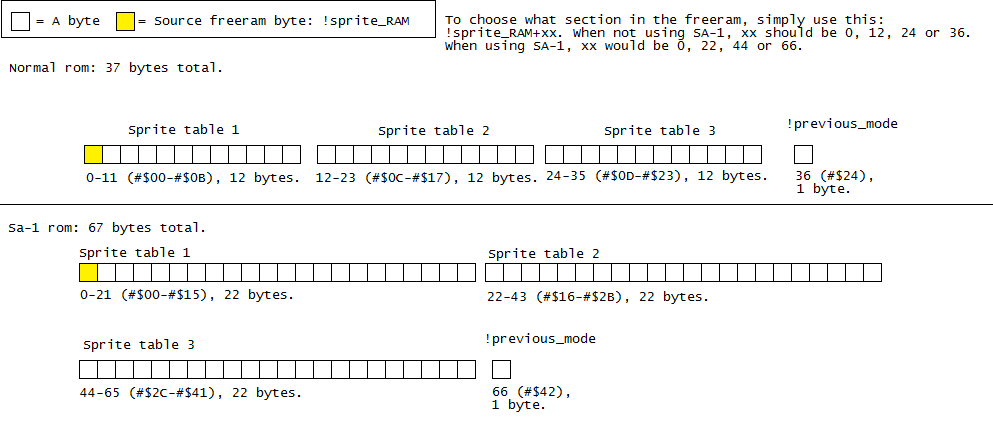 = A byte
= Source freeram byte: !sprite_RAM
To choose what section in the freeram, simply use this:
!sprite_RAM+xx. When not using SA-1, xx should be 0, 12, 24 or 36.
When using SA-1, xx would be 0, 22, 44 or 66.
Normal rom: 37 bytes total.
Sprite table 1
Sprite table 2
Sprite table 3
!previous_mode
0-11 (#$00-#$0B), 12 bytes.
12-23 (#$0C-#$17), 12 bytes.
24-35 (#$0D-#$23), 12 bytes.
36 (#$24),
1 byte.
Sa-1 rom: 67 bytes total.
Sprite table 1
Sprite table 2
0-21 (#$00-#$15), 22 bytes.
22-43 (#$16-#$2B), 22 bytes.
Sprite table 3
!previous_mode
44-65 (#$2C-#$41), 22 bytes.
66 (#$42),
1 byte.